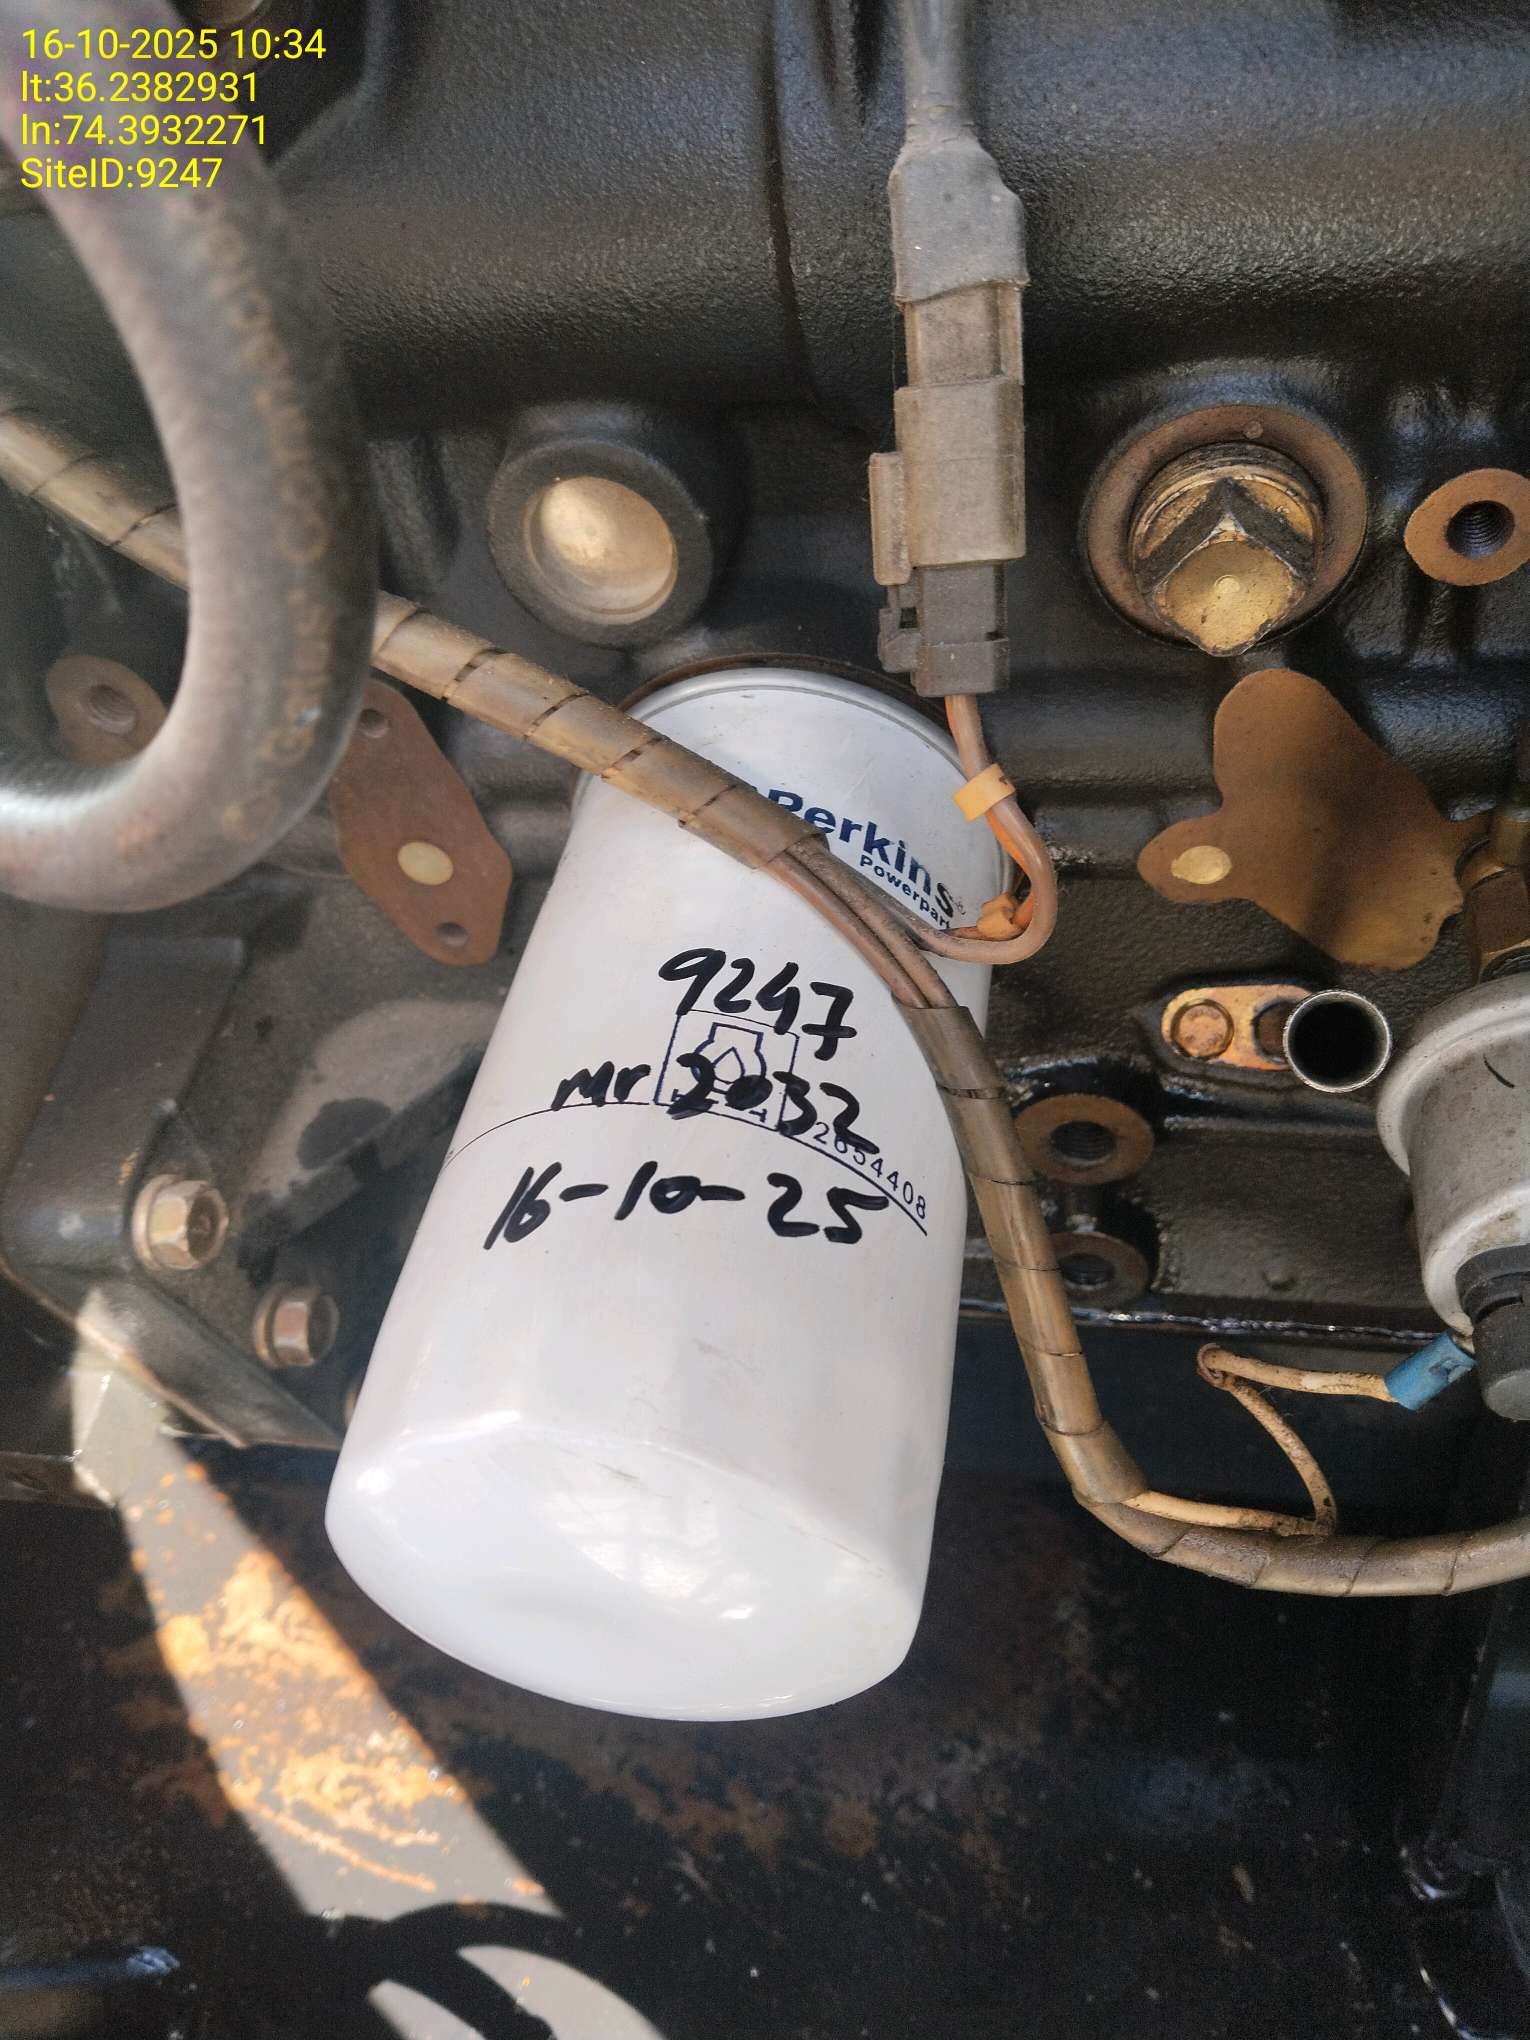 16-10-2025 10:34
lt:36.2382931
ln:74.3932271
SiteID:9247
Perkins
Powerpart
9247
mr 2032
2654408
16-10-25